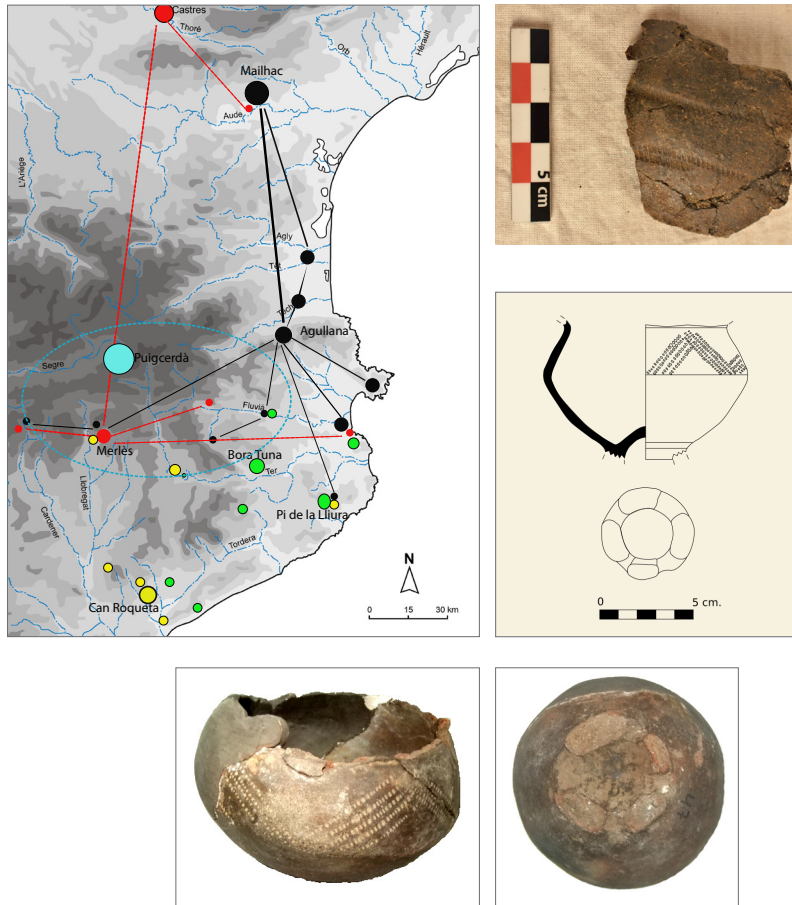 Castres
Thoré
Orb
Hérault
Mailhac
Aude
L'Ariège
Agly
Têt
Tech
Agullana
Puigcerdà
Segre
Fluvià
Merlès
Bora Tuna
Ter
Llobregat
Cardener
Pi de la Lliura
Tordera
Can Roqueta
N
0 15 30 km
5 cm
0 5 cm.